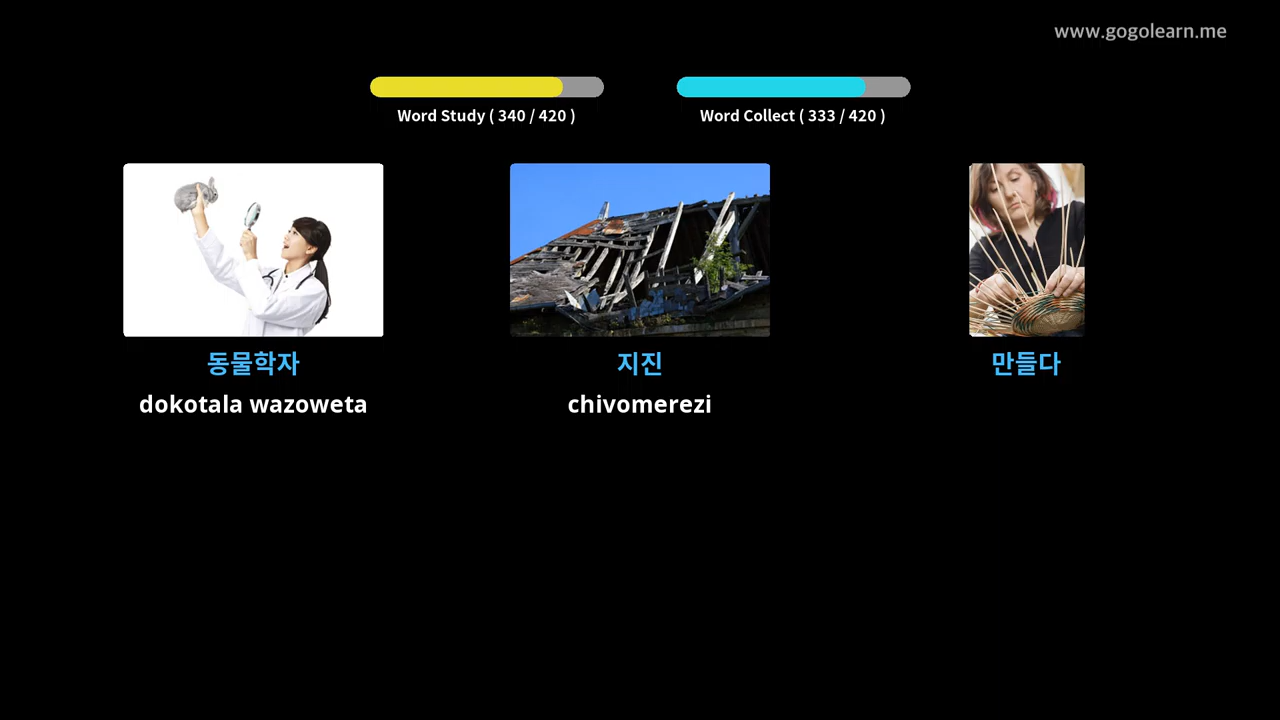 www.gogolearn.me
Word Study ( 340 / 420 )
Word Collect ( 333 / 420 )
동물학자
지진
만들다
dokotala wazoweta
chivomerezi